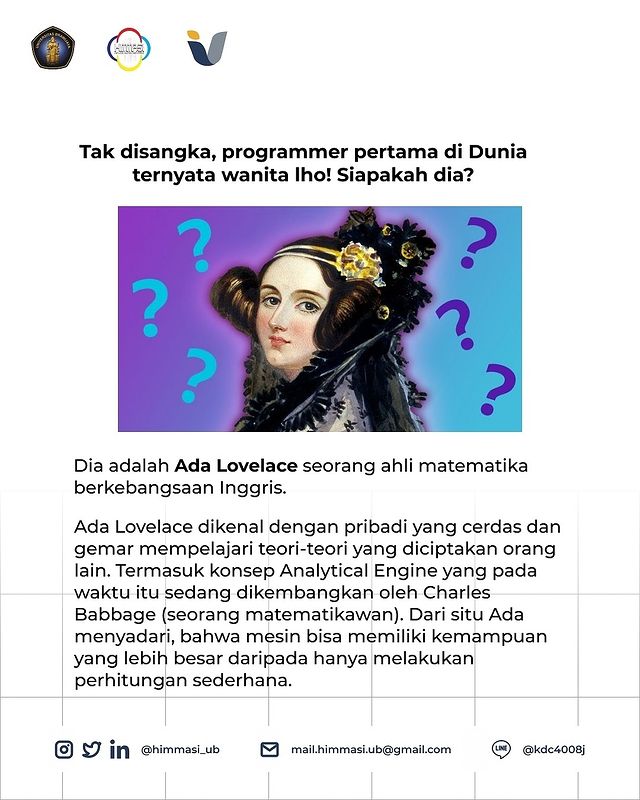 UNIVERSITAS BRAWIJAYA
Tak disangka, programmer pertama di Dunia
ternyata wanita lho! Siapakah dia?
? ? ? ? ? ?
Dia adalah Ada Lovelace seorang ahli matematika
berkebangsaan Inggris.
Ada Lovelace dikenal dengan pribadi yang cerdas dan
gemar mempelajari teori-teori yang diciptakan orang
lain. Termasuk konsep Analytical Engine yang pada
waktu itu sedang dikembangkan oleh Charles
Babbage (seorang matematikawan). Dari situ Ada
menyadari, bahwa mesin bisa memiliki kemampuan
yang lebih besar daripada hanya melakukan
perhitungan sederhana.
@himmasi_ub mail.himmasi.ub@gmail.com LINE @kdc4008j